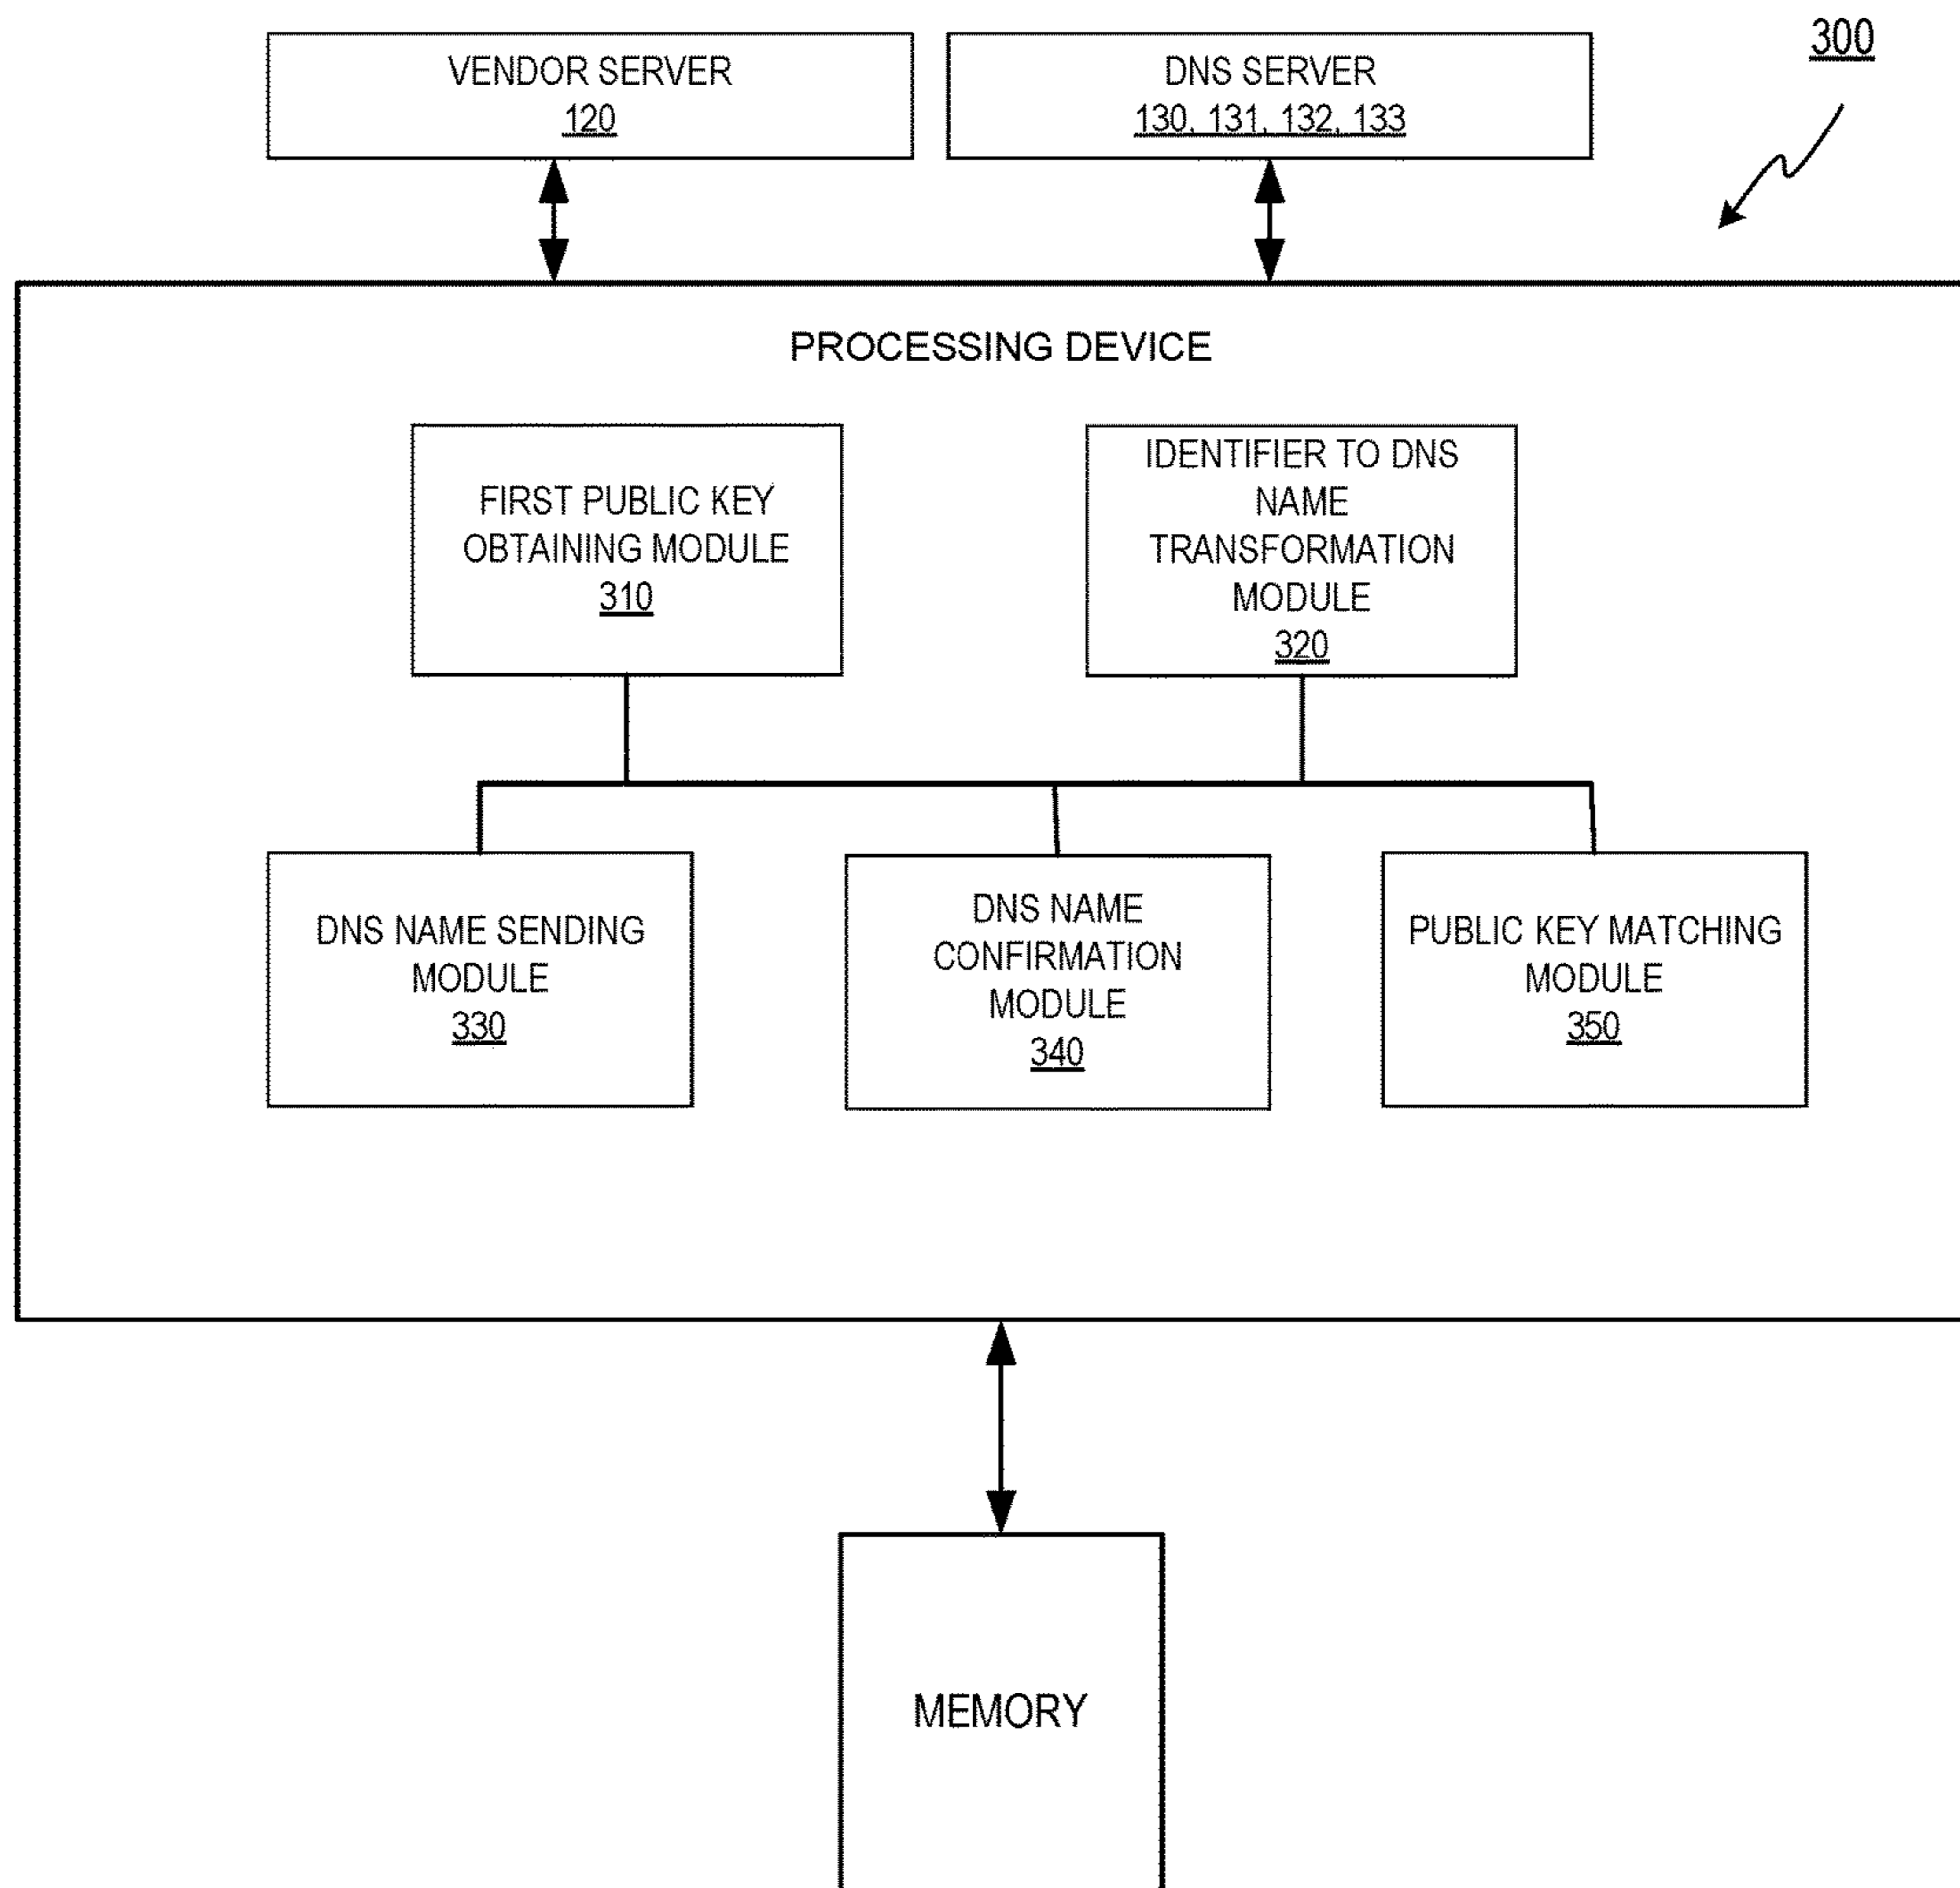 300
VENDOR SERVER
120
DNS SERVER
130, 131, 132, 133
PROCESSING DEVICE
FIRST PUBLIC KEY
OBTAINING MODULE
310
IDENTIFIER TO DNS
NAME
TRANSFORMATION
MODULE
320
DNS NAME SENDING
MODULE
330
DNS NAME
CONFIRMATION
MODULE
340
PUBLIC KEY MATCHING
MODULE
350
MEMORY